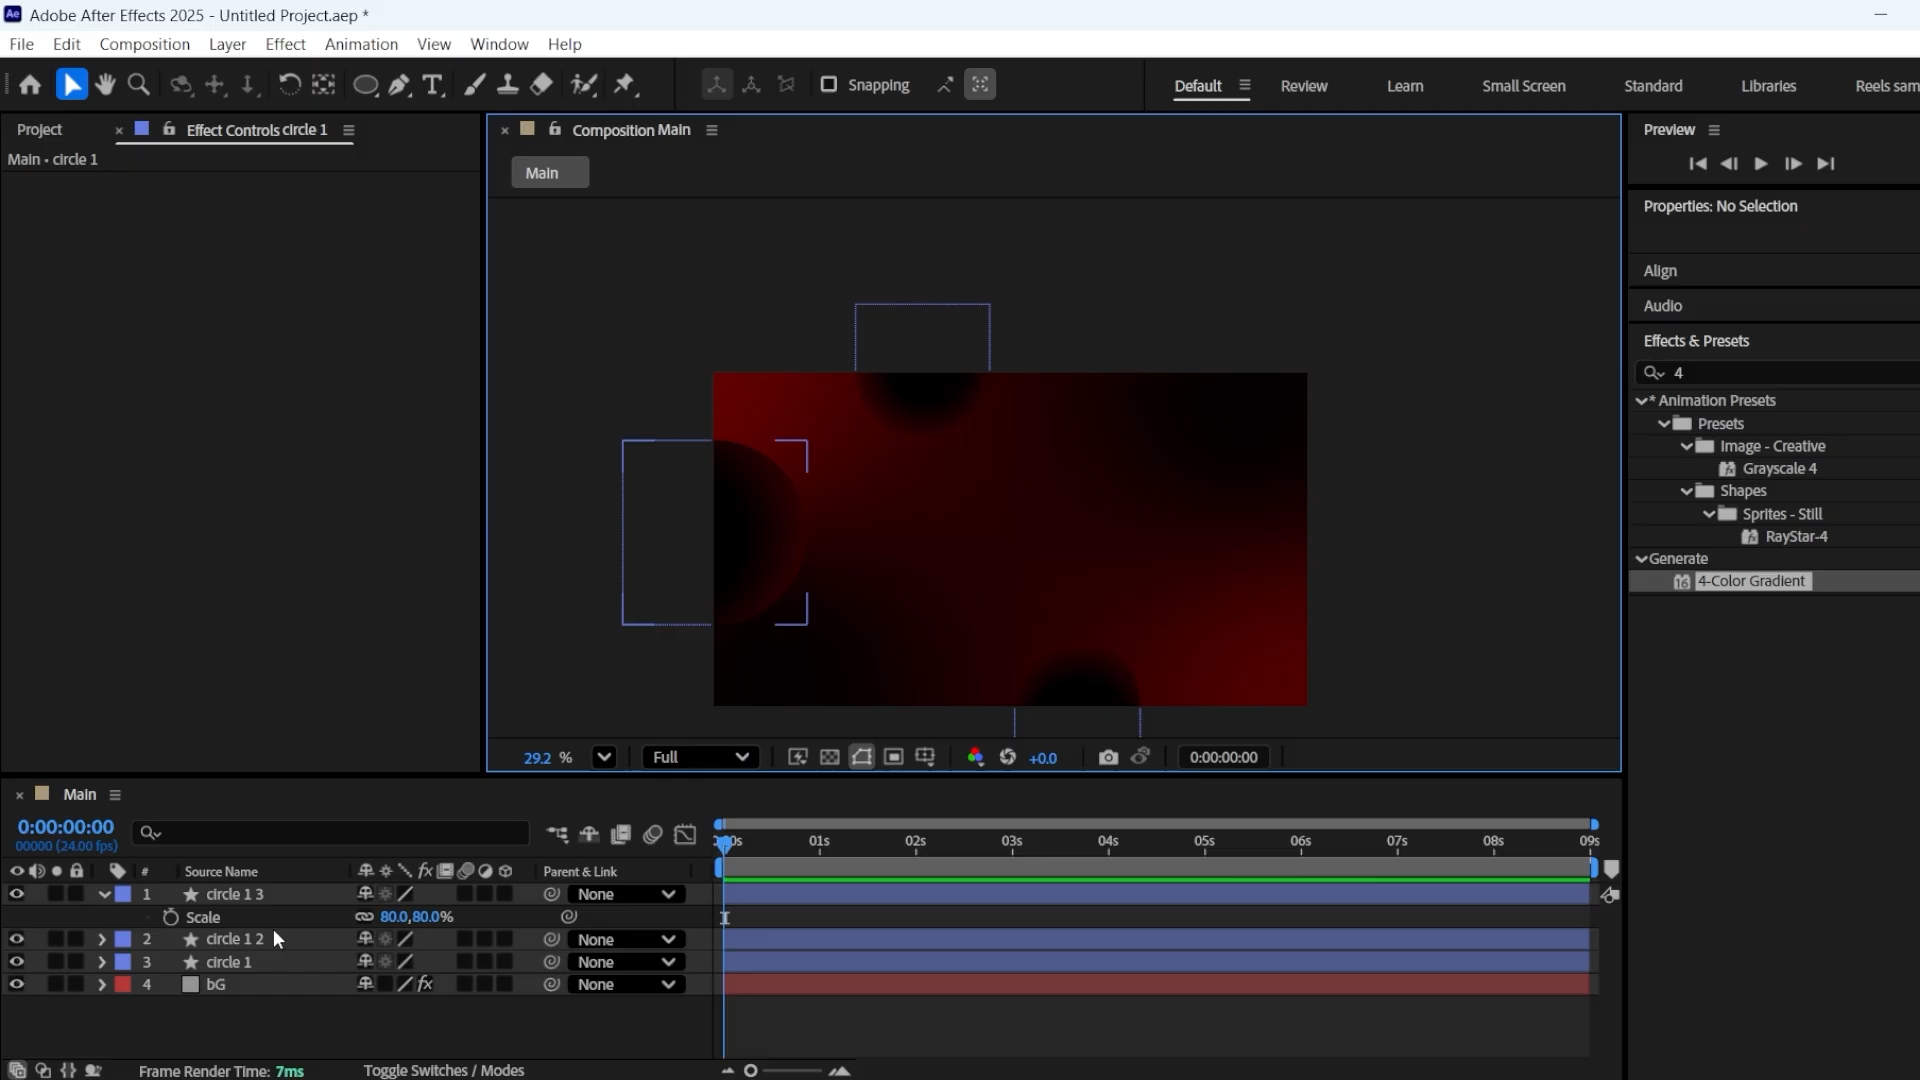 Ae Adobe After Effects 2025 - Untitled Project.aep *
File Edit Composition Layer Effect Animation View Window Help
Snapping
Default Review Learn Small Screen Standard Libraries Reels sam
Project
× Effect Controls circle 1
Main • circle 1
× Composition Main
Main
Preview
Properties: No Selection
Align
Audio
Effects & Presets
4
* Animation Presets
Presets
Image - Creative
Grayscale 4
Shapes
Sprites - Still
RayStar-4
Generate
16 4-Color Gradient
29.2 % Full +0.0 0:00:00:00
× Main
0:00:00:00
00000 (24.00 fps)
00s 01s 02s 03s 04s 05s 06s 07s 08s 09s
# Source Name fx Parent & Link
1 circle 1 3 None
Scale 80.0,80.0%
2 circle 1 2 None
3 circle 1 None
4 bG fx None
Frame Render Time: 7ms Toggle Switches / Modes